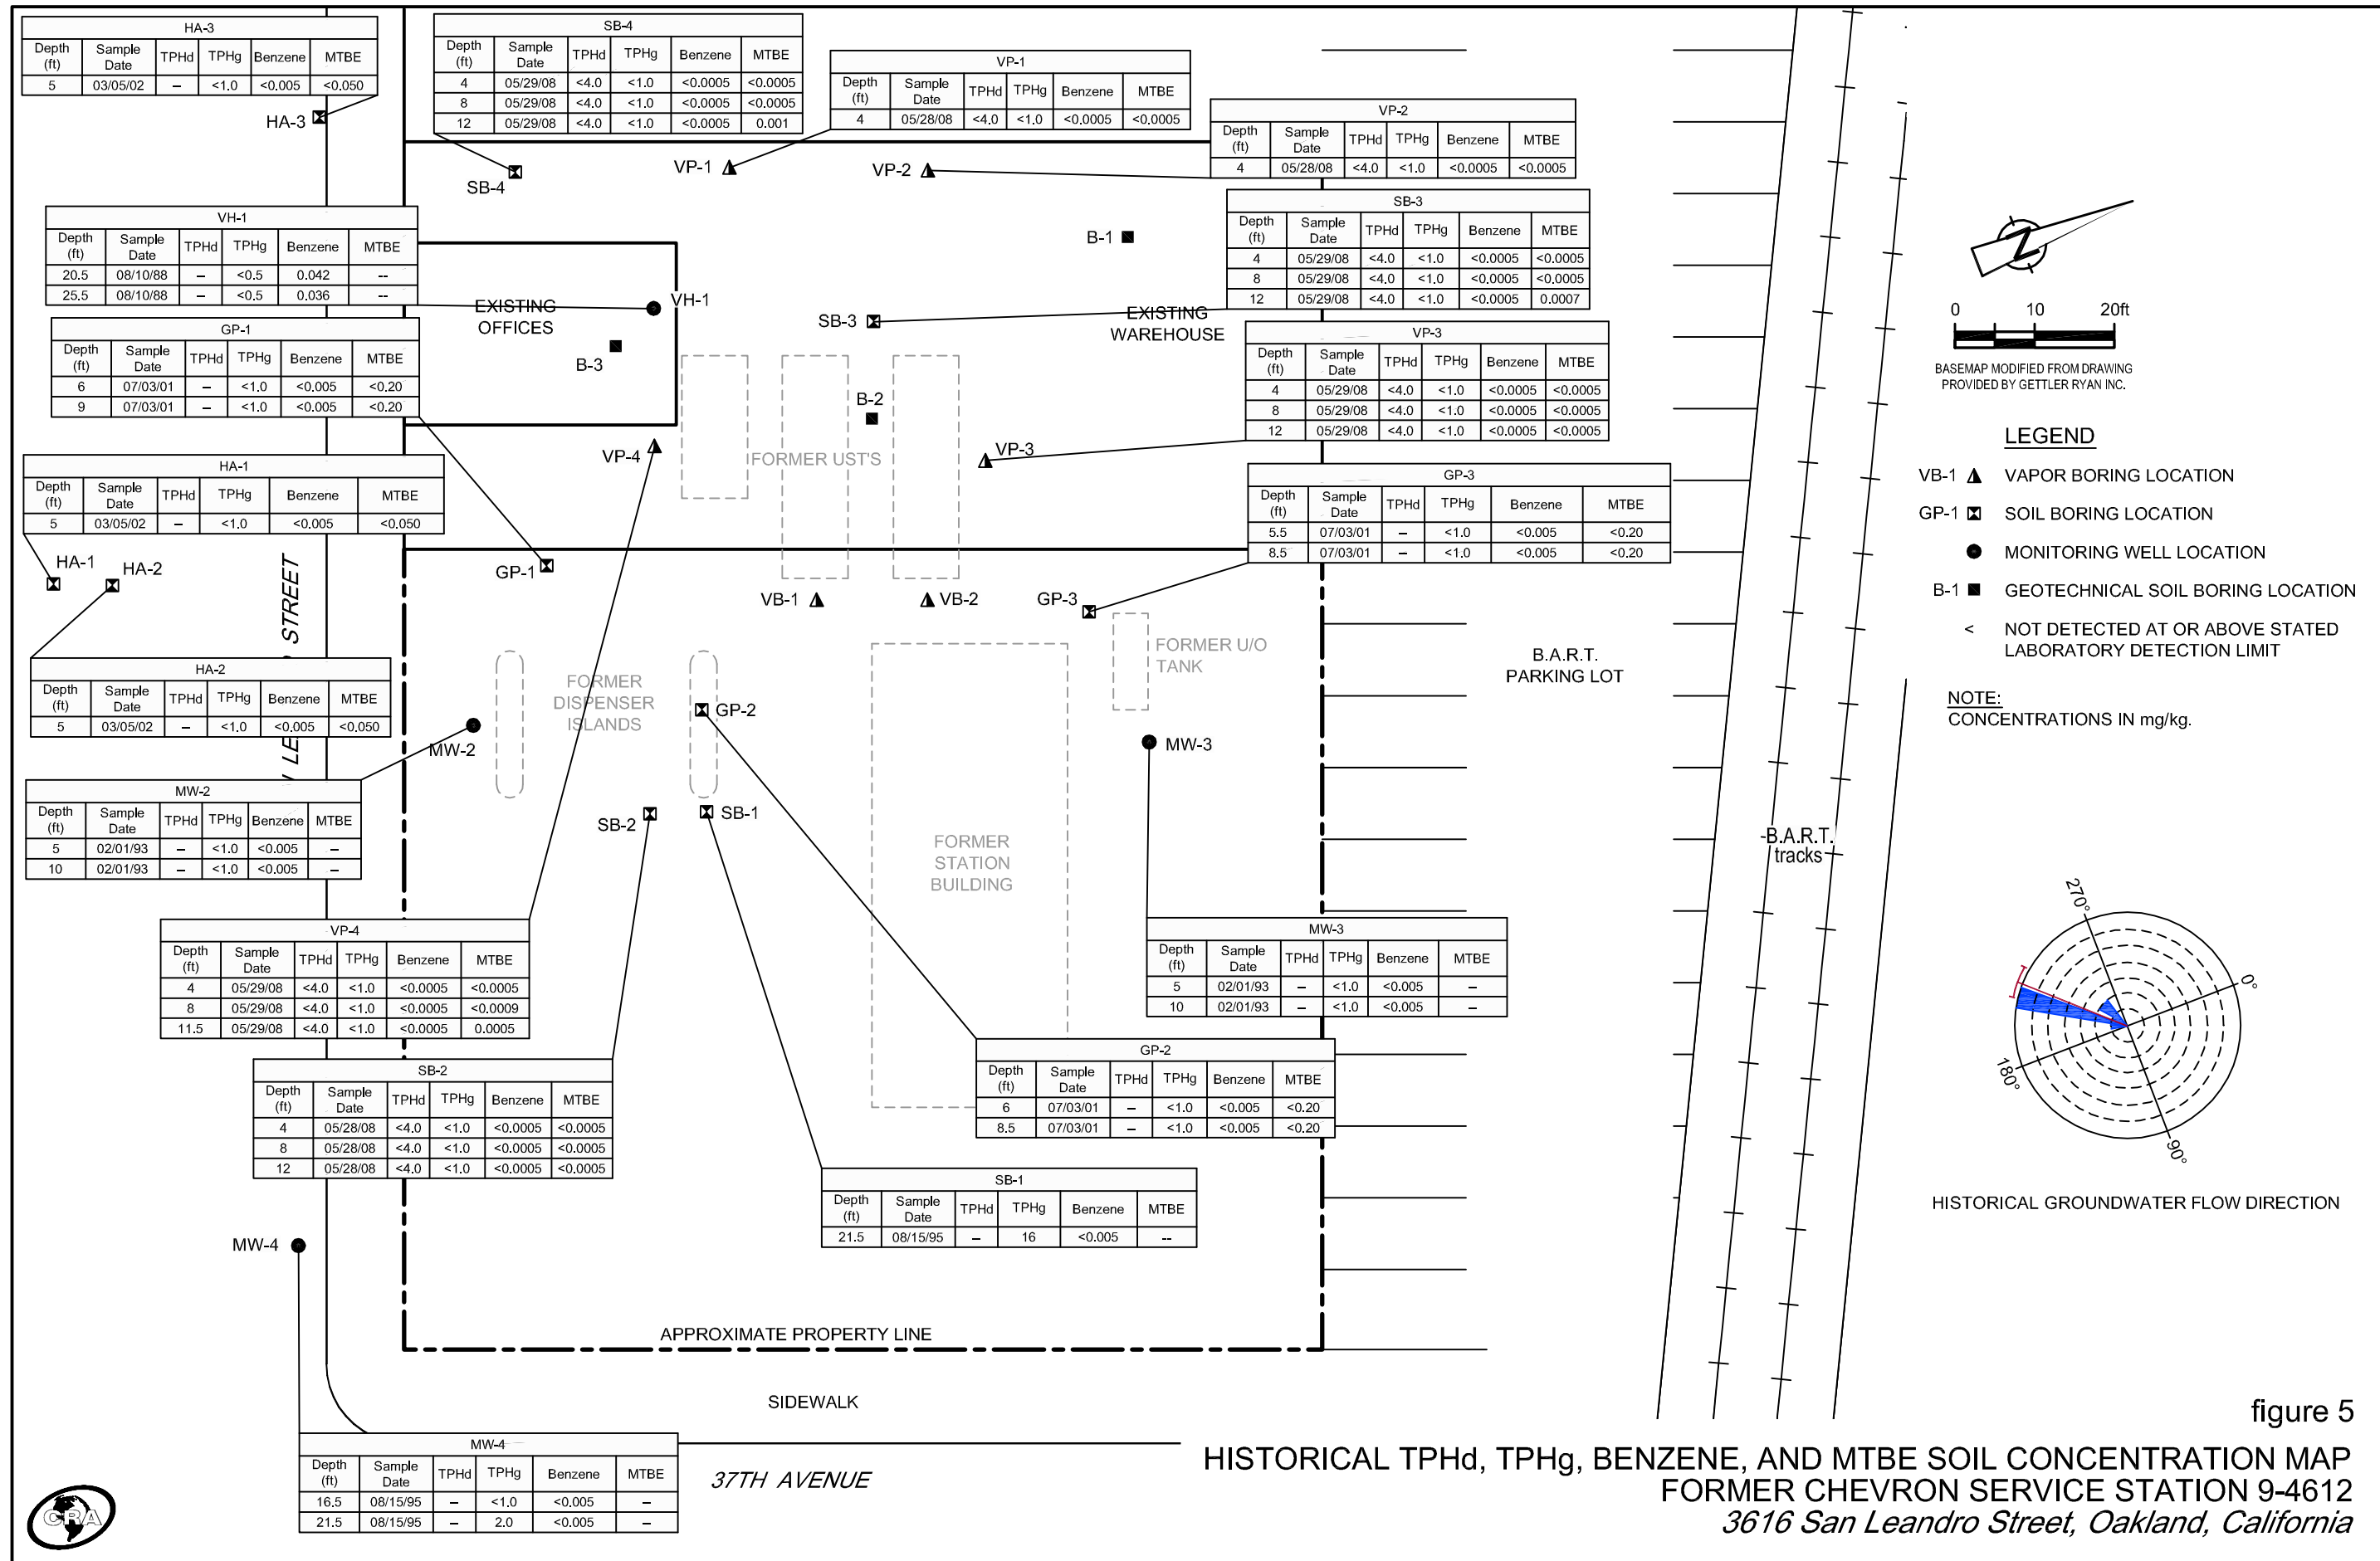 HA-3
Depth (ft) Sample Date TPHd TPHg Benzene MTBE
5 03/05/02 – <1.0 <0.005 <0.050
HA-3
SB-4
Depth (ft) Sample Date TPHd TPHg Benzene MTBE
4 05/29/08 <4.0 <1.0 <0.0005 <0.0005
8 05/29/08 <4.0 <1.0 <0.0005 <0.0005
12 05/29/08 <4.0 <1.0 <0.0005 0.001
SB-4
VP-1
Depth (ft) Sample Date TPHd TPHg Benzene MTBE
4 05/28/08 <4.0 <1.0 <0.0005 <0.0005
VP-1
VP-2
Depth (ft) Sample Date TPHd TPHg Benzene MTBE
4 05/28/08 <4.0 <1.0 <0.0005 <0.0005
VP-2
VH-1
Depth (ft) Sample Date TPHd TPHg Benzene MTBE
20.5 08/10/88 – <0.5 0.042 --
25.5 08/10/88 – <0.5 0.036 --
VH-1
EXISTING
OFFICES
B-3
SB-3
Depth (ft) Sample Date TPHd TPHg Benzene MTBE
4 05/29/08 <4.0 <1.0 <0.0005 <0.0005
8 05/29/08 <4.0 <1.0 <0.0005 <0.0005
12 05/29/08 <4.0 <1.0 <0.0005 0.0007
B-1
SB-3
EXISTING
WAREHOUSE
GP-1
Depth (ft) Sample Date TPHd TPHg Benzene MTBE
6 07/03/01 – <1.0 <0.005 <0.20
9 07/03/01 – <1.0 <0.005 <0.20
VP-3
Depth (ft) Sample Date TPHd TPHg Benzene MTBE
4 05/29/08 <4.0 <1.0 <0.0005 <0.0005
8 05/29/08 <4.0 <1.0 <0.0005 <0.0005
12 05/29/08 <4.0 <1.0 <0.0005 <0.0005
B-2
VP-4
FORMER UST'S
VP-3
HA-1
Depth (ft) Sample Date TPHd TPHg Benzene MTBE
5 03/05/02 – <1.0 <0.005 <0.050
HA-1
HA-2
GP-1
GP-3
Depth (ft) Sample Date TPHd TPHg Benzene MTBE
5.5 07/03/01 – <1.0 <0.005 <0.20
8.5 07/03/01 – <1.0 <0.005 <0.20
VB-1
VB-2
GP-3
STREET
FORMER U/O
TANK
HA-2
Depth (ft) Sample Date TPHd TPHg Benzene MTBE
5 03/05/02 – <1.0 <0.005 <0.050
FORMER
DISPENSER
ISLANDS
GP-2
MW-2
MW-3
B.A.R.T.
PARKING LOT
MW-2
Depth (ft) Sample Date TPHd TPHg Benzene MTBE
5 02/01/93 – <1.0 <0.005 –
10 02/01/93 – <1.0 <0.005 –
SB-2
SB-1
FORMER
STATION
BUILDING
B.A.R.T.
tracks
VP-4
Depth (ft) Sample Date TPHd TPHg Benzene MTBE
4 05/29/08 <4.0 <1.0 <0.0005 <0.0005
8 05/29/08 <4.0 <1.0 <0.0005 <0.0009
11.5 05/29/08 <4.0 <1.0 <0.0005 0.0005
MW-3
Depth (ft) Sample Date TPHd TPHg Benzene MTBE
5 02/01/93 – <1.0 <0.005 –
10 02/01/93 – <1.0 <0.005 –
SB-2
Depth (ft) Sample Date TPHd TPHg Benzene MTBE
4 05/28/08 <4.0 <1.0 <0.0005 <0.0005
8 05/28/08 <4.0 <1.0 <0.0005 <0.0005
12 05/28/08 <4.0 <1.0 <0.0005 <0.0005
GP-2
Depth (ft) Sample Date TPHd TPHg Benzene MTBE
6 07/03/01 – <1.0 <0.005 <0.20
8.5 07/03/01 – <1.0 <0.005 <0.20
SB-1
Depth (ft) Sample Date TPHd TPHg Benzene MTBE
21.5 08/15/95 – 16 <0.005 --
MW-4
APPROXIMATE PROPERTY LINE
SIDEWALK
MW-4
Depth (ft) Sample Date TPHd TPHg Benzene MTBE
16.5 08/15/95 – <1.0 <0.005 –
21.5 08/15/95 – 2.0 <0.005 –
37TH AVENUE
CRA
Z
0 10 20ft
BASEMAP MODIFIED FROM DRAWING
PROVIDED BY GETTLER RYAN INC.
LEGEND
VB-1 VAPOR BORING LOCATION
GP-1 SOIL BORING LOCATION
MONITORING WELL LOCATION
B-1 GEOTECHNICAL SOIL BORING LOCATION
< NOT DETECTED AT OR ABOVE STATED
LABORATORY DETECTION LIMIT
NOTE:
CONCENTRATIONS IN mg/kg.
270°
0°
180°
90°
HISTORICAL GROUNDWATER FLOW DIRECTION
figure 5
HISTORICAL TPHd, TPHg, BENZENE, AND MTBE SOIL CONCENTRATION MAP
FORMER CHEVRON SERVICE STATION 9-4612
3616 San Leandro Street, Oakland, California